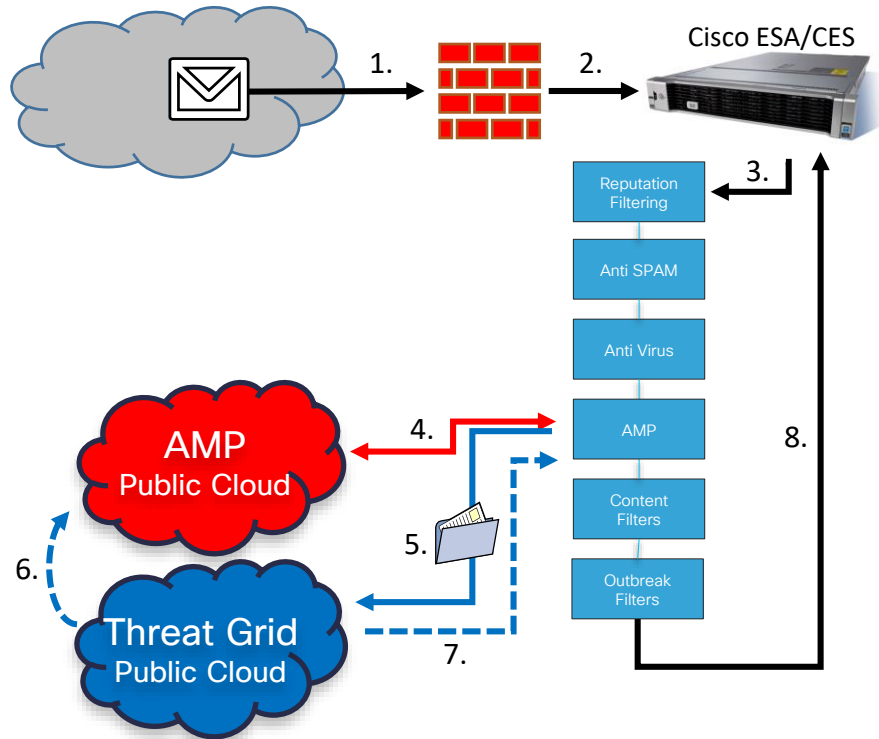 1.
2.
Cisco ESA/CES
3.
Reputation
Filtering
Anti SPAM
Anti Virus
AMP
Content
Filters
Outbreak
Filters
4.
AMP
Public Cloud
5.
6.
Threat Grid
Public Cloud
7.
8.